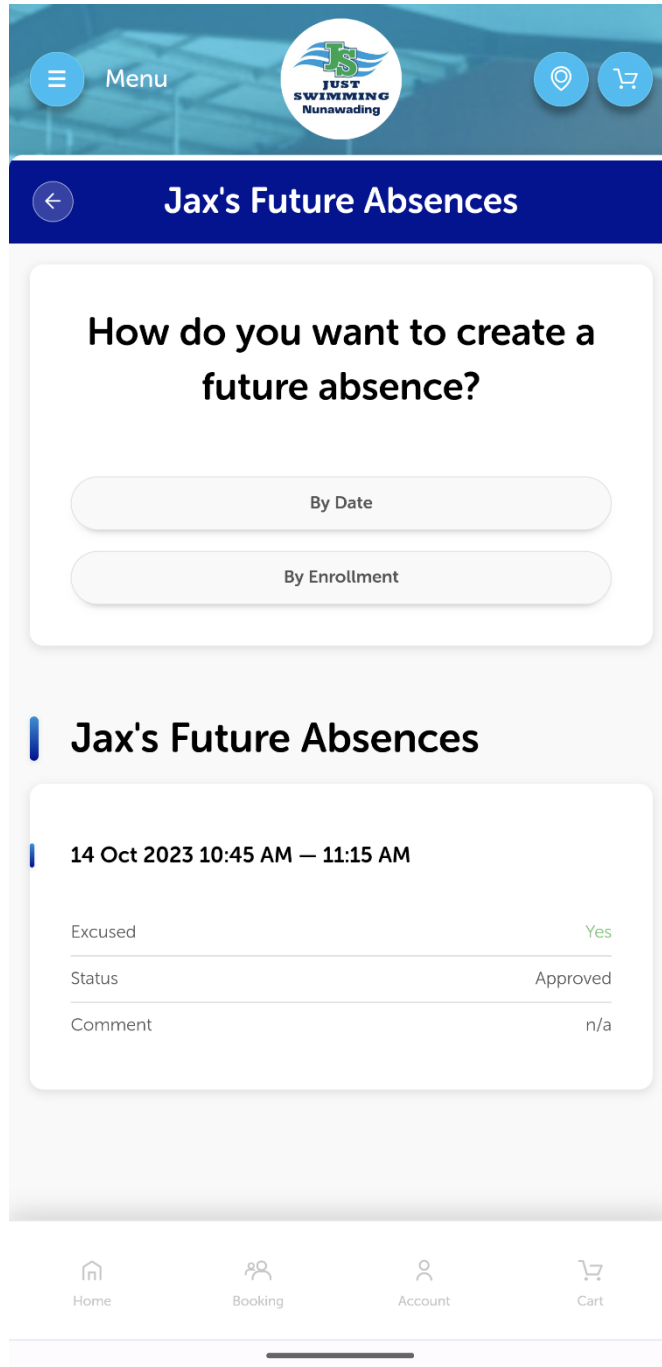 Menu
JS
JUST
SWIMMING
Nunawading
Jax's Future Absences
How do you want to create a
future absence?
By Date
By Enrollment
Jax's Future Absences
14 Oct 2023 10:45 AM — 11:15 AM
Excused Yes
Status Approved
Comment n/a
Home Booking Account Cart